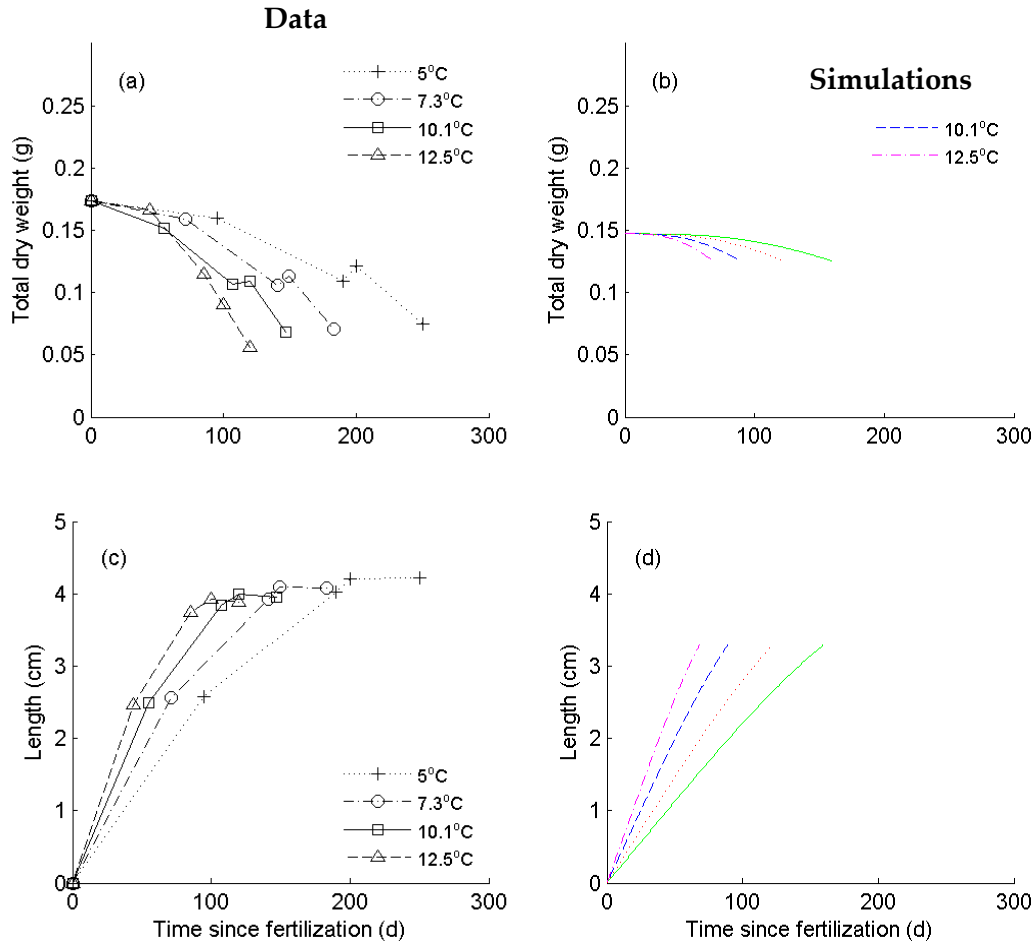 Data
(a)
5°C
7.3°C
10.1°C
12.5°C
0.25
0.2
0.15
0.1
0.05
0
0
100
200
300
Total dry weight (g)
(b)
Simulations
10.1°C
12.5°C
0.25
0.2
0.15
0.1
0.05
0
0
100
200
300
Total dry weight (g)
(c)
5
4
3
2
1
0
0
100
200
300
Length (cm)
Time since fertilization (d)
5°C
7.3°C
10.1°C
12.5°C
(d)
5
4
3
2
1
0
0
100
200
300
Length (cm)
Time since fertilization (d)